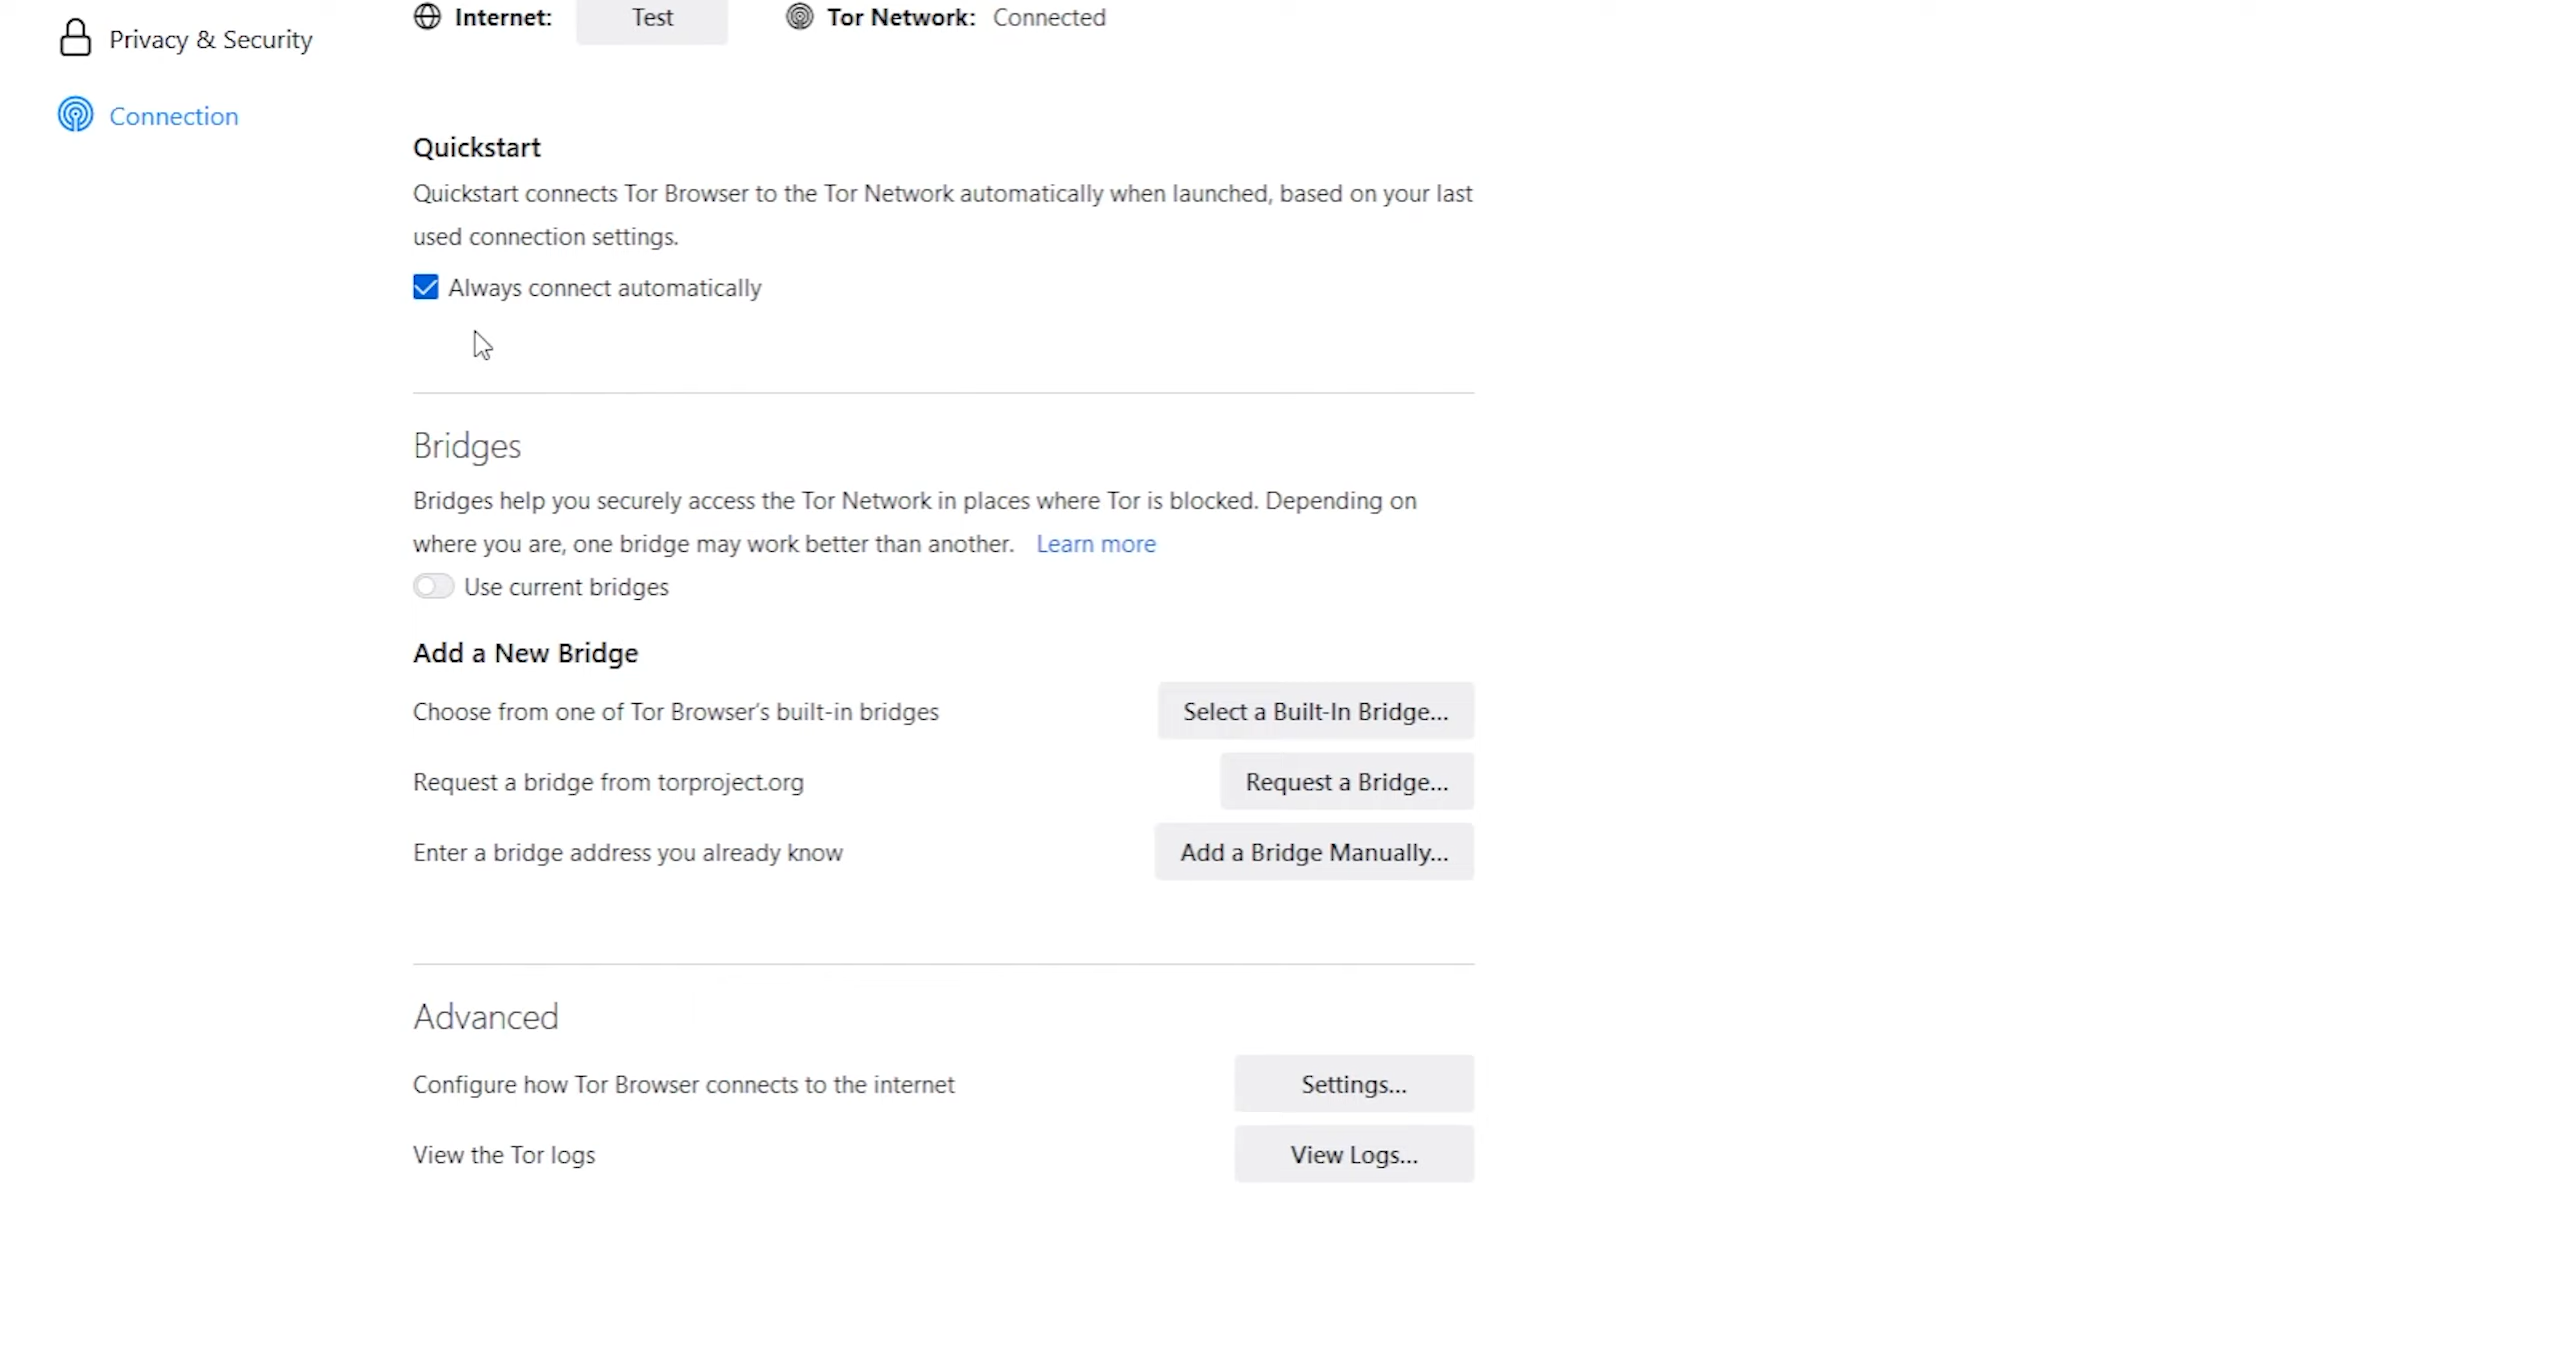 Privacy & Security
Internet: Test Tor Network: Connected
Connection
Quickstart
Quickstart connects Tor Browser to the Tor Network automatically when launched, based on your last
used connection settings.
Always connect automatically
Bridges
Bridges help you securely access the Tor Network in places where Tor is blocked. Depending on
where you are, one bridge may work better than another. Learn more
Use current bridges
Add a New Bridge
Choose from one of Tor Browser's built-in bridges Select a Built-In Bridge...
Request a bridge from torproject.org Request a Bridge...
Enter a bridge address you already know Add a Bridge Manually...
Advanced
Configure how Tor Browser connects to the internet Settings...
View the Tor logs View Logs...